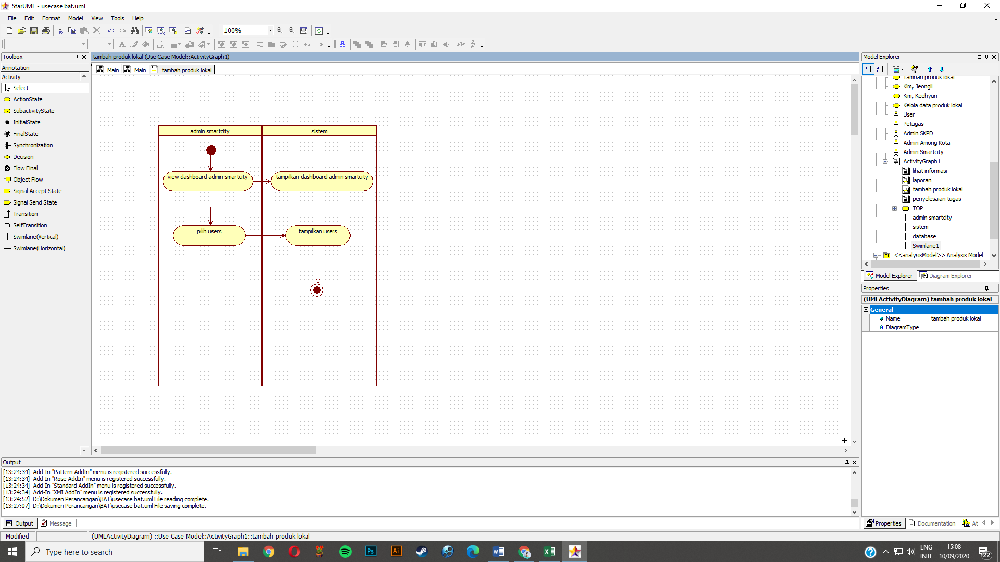 StarUML - usecase bat.uml
File Edit Format Model View Tools Help
100%
Toolbox
Annotation
Activity
Select
ActionState
SubactivityState
InitialState
FinalState
Synchronization
Decision
Flow Final
Object Flow
Signal Accept State
Signal Send State
Transition
SelfTransition
Swimlane(Vertical)
Swimlane(Horizontal)
tambah produk lokal (Use Case Model::ActivityGraph1)
Main Main tambah produk lokal
admin smartcity sistem
view dashboard admin smartcity tampilkan dashboard admin smartcity
pilih users tampilkan users
Model Explorer
Tambah produk lokal
Kim, Jeongil
Kim, Keehyun
Kelola data produk lokal
User
Petugas
Admin SKPD
Admin Among Kota
Admin Smartcity
ActivityGraph1
lihat informasi
laporan
tambah produk lokal
penyelesaian tugas
TOP
admin smartcity
sistem
database
Swimlane1
<<analysisModel>> Analysis Model
Model Explorer Diagram Explorer
Properties
(UMLActivityDiagram) tambah produk lokal
General
Name tambah produk lokal
DiagramType
Properties Documentation At
Output
[13:24:34] Add-In "Pattern AddIn" menu is registered successfully.
[13:24:34] Add-In "Rose AddIn" menu is registered successfully.
[13:24:34] Add-In "Standard AddIn" menu is registered successfully.
[13:24:34] Add-In "XMI AddIn" menu is registered successfully.
[13:24:52] D:\Dokumen Perancangan\BAT\usecase bat.uml File reading complete.
[13:27:07] D:\Dokumen Perancangan\BAT\usecase bat.uml File saving complete.
Output Message
Modified (UMLActivityDiagram) ::Use Case Model::ActivityGraph1::tambah produk lokal
Type here to search
Ps Ai
ENG 15:08
INTL 10/09/2020 22